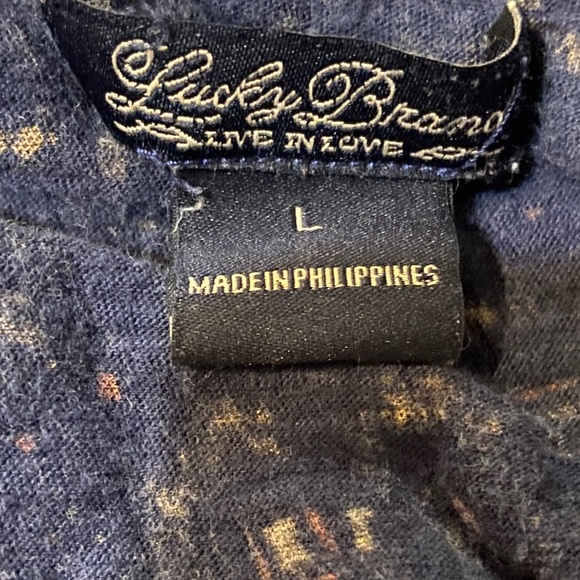 Lucky Brand
LIVE IN LOVE
L
MADE IN PHILIPPINES